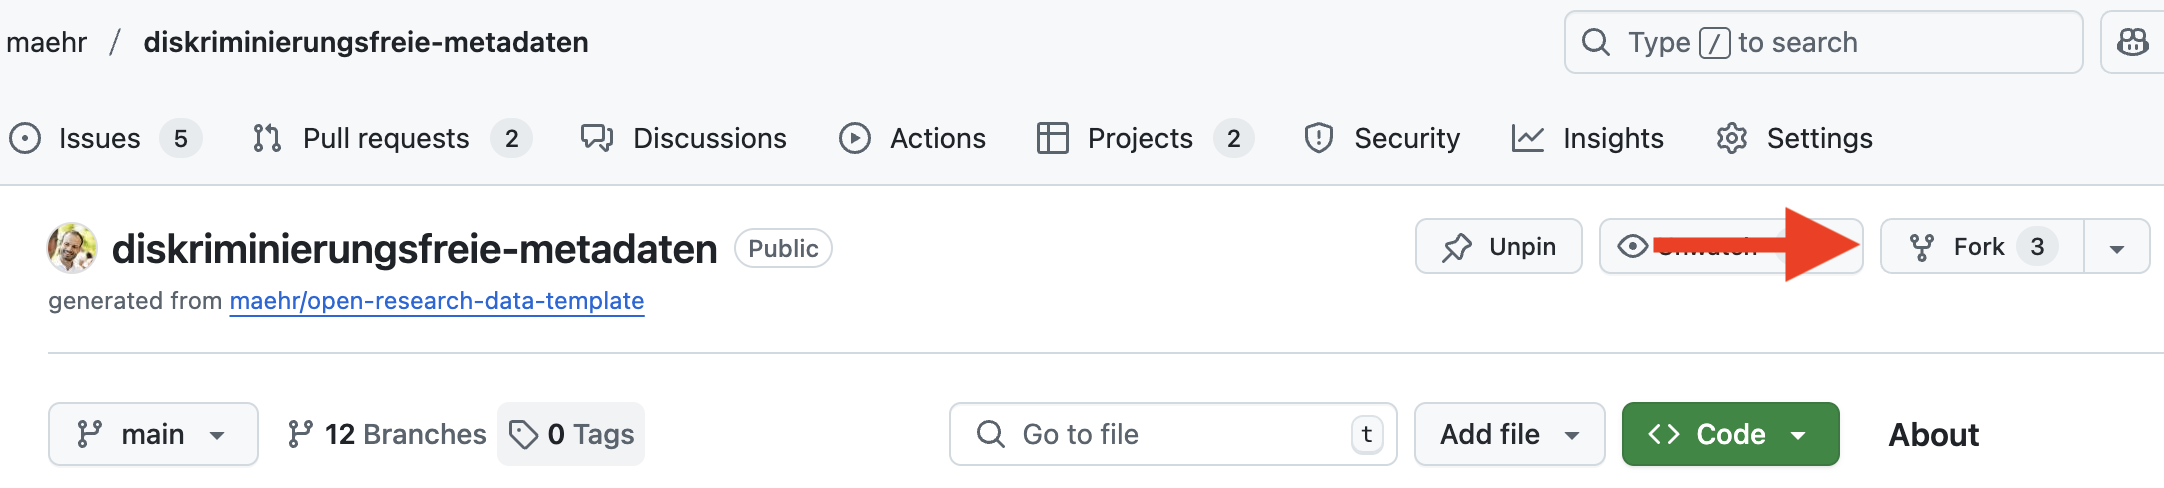 maehr / diskriminierungsfreie-metadaten
Type / to search
Issues 5 Pull requests 2 Discussions Actions Projects 2 Security Insights Settings
diskriminierungsfreie-metadaten Public
Unpin Fork 3
generated from maehr/open-research-data-template
main 12 Branches 0 Tags Go to file t Add file Code About